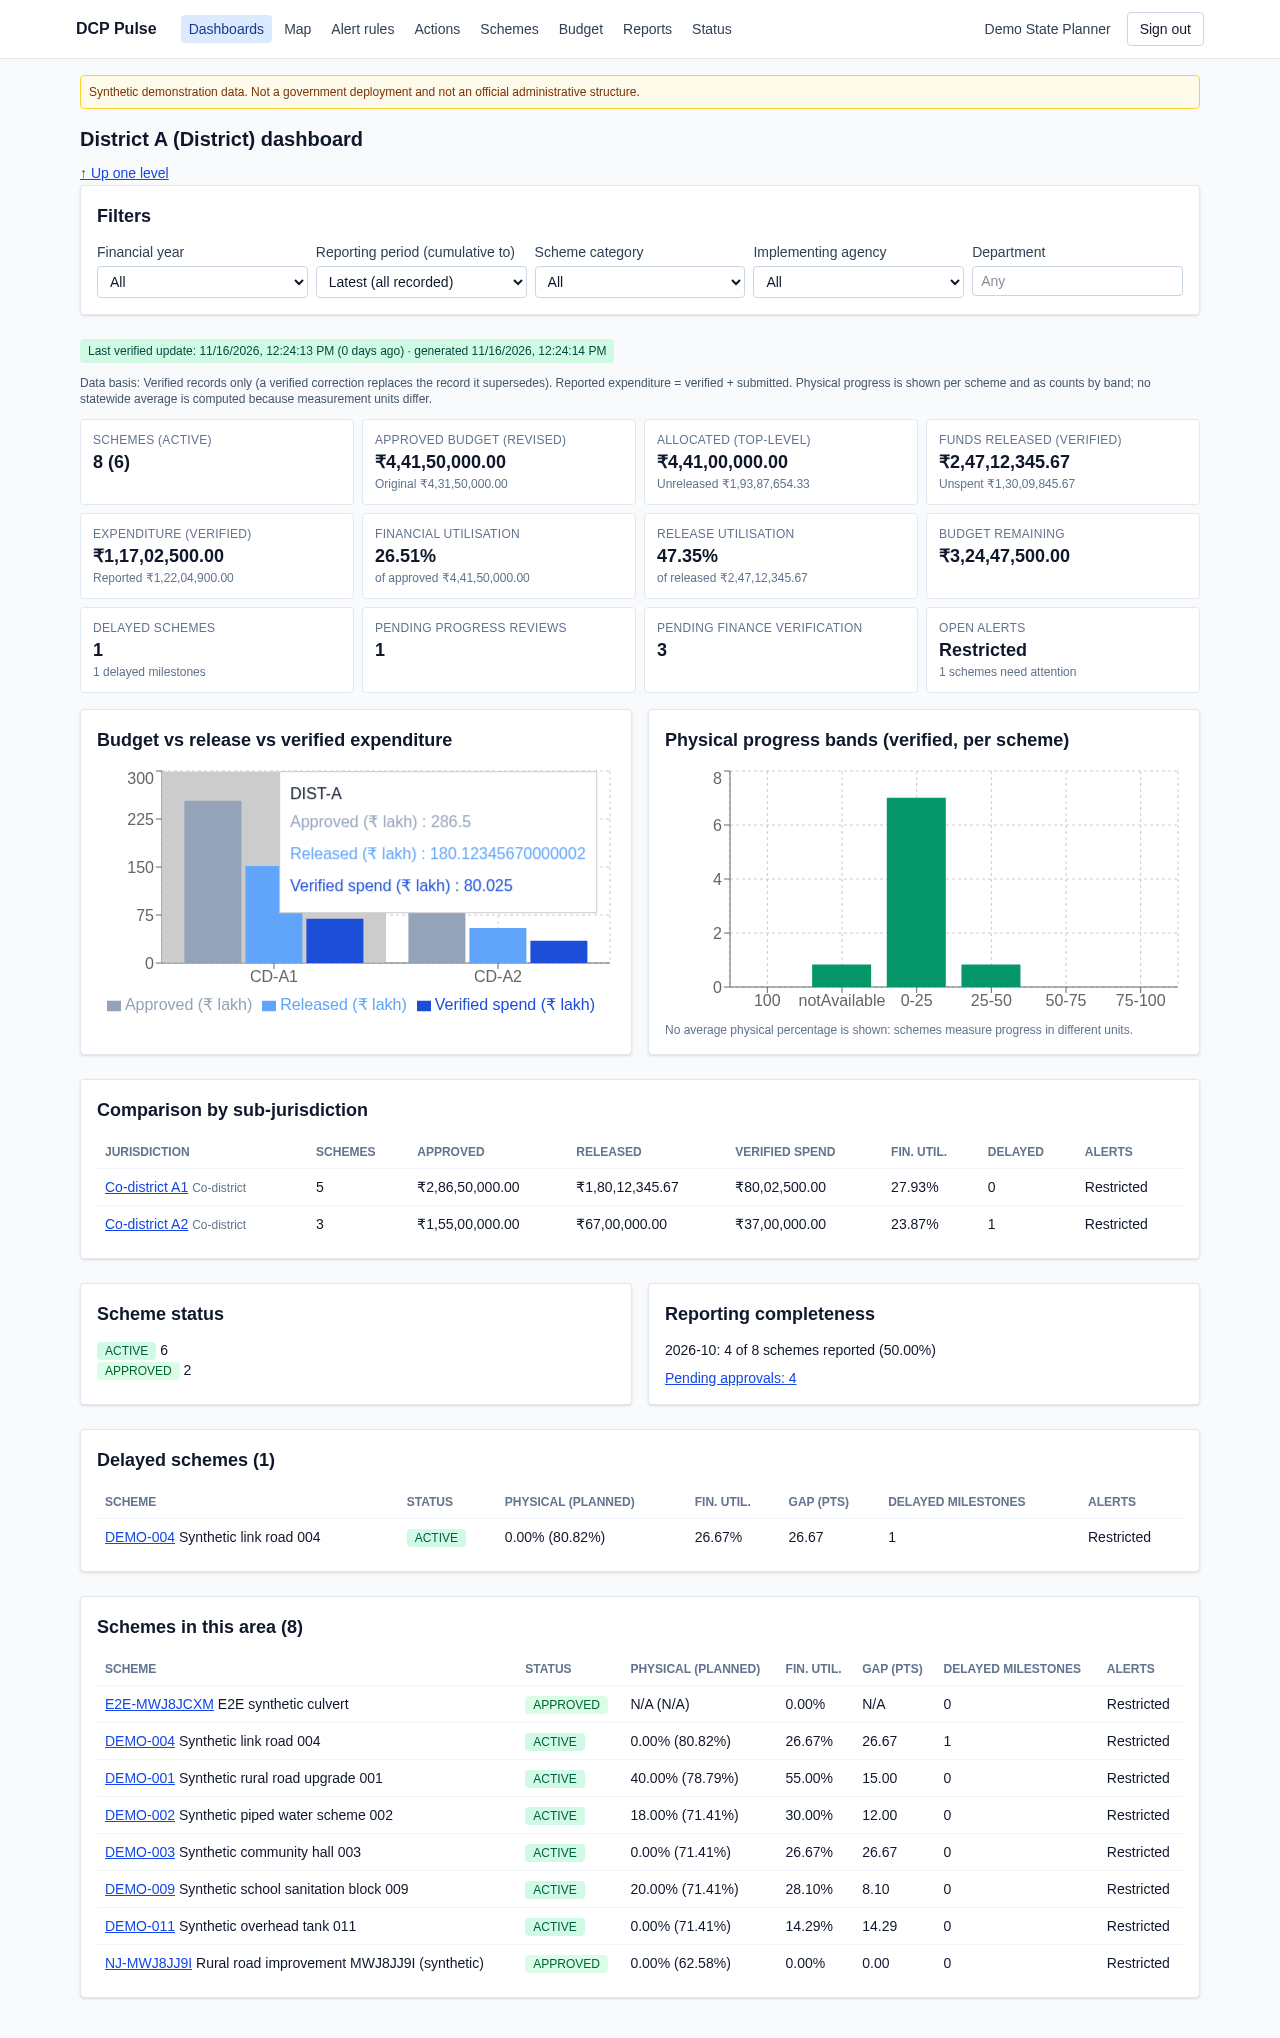 DCP Pulse Dashboards Map Alert rules Actions Schemes Budget Reports Status Demo State Planner Sign out
Synthetic demonstration data. Not a government deployment and not an official administrative structure.
District A (District) dashboard
↑ Up one level
Filters
Financial year Reporting period (cumulative to) Scheme category Implementing agency Department
All Latest (all recorded) All All Any
Last verified update: 11/16/2026, 12:24:13 PM (0 days ago) · generated 11/16/2026, 12:24:14 PM
Data basis: Verified records only (a verified correction replaces the record it supersedes). Reported expenditure = verified + submitted. Physical progress is shown per scheme and as counts by band; no
statewide average is computed because measurement units differ.
SCHEMES (ACTIVE) APPROVED BUDGET (REVISED) ALLOCATED (TOP-LEVEL) FUNDS RELEASED (VERIFIED)
8 (6) ₹4,41,50,000.00 ₹4,41,00,000.00 ₹2,47,12,345.67
Original ₹4,31,50,000.00 Unreleased ₹1,93,87,654.33 Unspent ₹1,30,09,845.67
EXPENDITURE (VERIFIED) FINANCIAL UTILISATION RELEASE UTILISATION BUDGET REMAINING
₹1,17,02,500.00 26.51% 47.35% ₹3,24,47,500.00
Reported ₹1,22,04,900.00 of approved ₹4,41,50,000.00 of released ₹2,47,12,345.67
DELAYED SCHEMES PENDING PROGRESS REVIEWS PENDING FINANCE VERIFICATION OPEN ALERTS
1 1 3 Restricted
1 delayed milestones 1 schemes need attention
Budget vs release vs verified expenditure
300
225
150
75
0
DIST-A
Approved (₹ lakh) : 286.5
Released (₹ lakh) : 180.12345670000002
Verified spend (₹ lakh) : 80.025
CD-A1 CD-A2
Approved (₹ lakh) Released (₹ lakh) Verified spend (₹ lakh)
Physical progress bands (verified, per scheme)
8
6
4
2
0
100 notAvailable 0-25 25-50 50-75 75-100
No average physical percentage is shown: schemes measure progress in different units.
Comparison by sub-jurisdiction
JURISDICTION SCHEMES APPROVED RELEASED VERIFIED SPEND FIN. UTIL. DELAYED ALERTS
Co-district A1 Co-district 5 ₹2,86,50,000.00 ₹1,80,12,345.67 ₹80,02,500.00 27.93% 0 Restricted
Co-district A2 Co-district 3 ₹1,55,00,000.00 ₹67,00,000.00 ₹37,00,000.00 23.87% 1 Restricted
Scheme status
ACTIVE 6
APPROVED 2
Reporting completeness
2026-10: 4 of 8 schemes reported (50.00%)
Pending approvals: 4
Delayed schemes (1)
SCHEME STATUS PHYSICAL (PLANNED) FIN. UTIL. GAP (PTS) DELAYED MILESTONES ALERTS
DEMO-004 Synthetic link road 004 ACTIVE 0.00% (80.82%) 26.67% 26.67 1 Restricted
Schemes in this area (8)
SCHEME STATUS PHYSICAL (PLANNED) FIN. UTIL. GAP (PTS) DELAYED MILESTONES ALERTS
E2E-MWJ8JCXM E2E synthetic culvert APPROVED N/A (N/A) 0.00% N/A 0 Restricted
DEMO-004 Synthetic link road 004 ACTIVE 0.00% (80.82%) 26.67% 26.67 1 Restricted
DEMO-001 Synthetic rural road upgrade 001 ACTIVE 40.00% (78.79%) 55.00% 15.00 0 Restricted
DEMO-002 Synthetic piped water scheme 002 ACTIVE 18.00% (71.41%) 30.00% 12.00 0 Restricted
DEMO-003 Synthetic community hall 003 ACTIVE 0.00% (71.41%) 26.67% 26.67 0 Restricted
DEMO-009 Synthetic school sanitation block 009 ACTIVE 20.00% (71.41%) 28.10% 8.10 0 Restricted
DEMO-011 Synthetic overhead tank 011 ACTIVE 0.00% (71.41%) 14.29% 14.29 0 Restricted
NJ-MWJ8JJ9I Rural road improvement MWJ8JJ9I (synthetic) APPROVED 0.00% (62.58%) 0.00% 0.00 0 Restricted